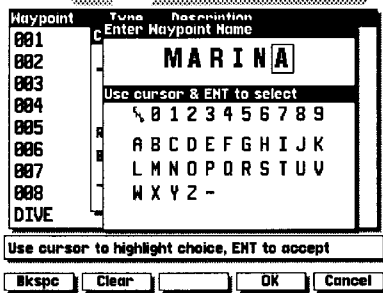 Waypoint Type Description
Enter Waypoint Name
MARINA
Use cursor & ENT to select
0 1 2 3 4 5 6 7 8 9
A B C D E F G H I J K
L M N O P Q R S T U V
W X Y Z -
001
002
003
004
005
006
007
008
DIVE
Use cursor to highlight choice, ENT to accept
Bkspc Clear OK Cancel